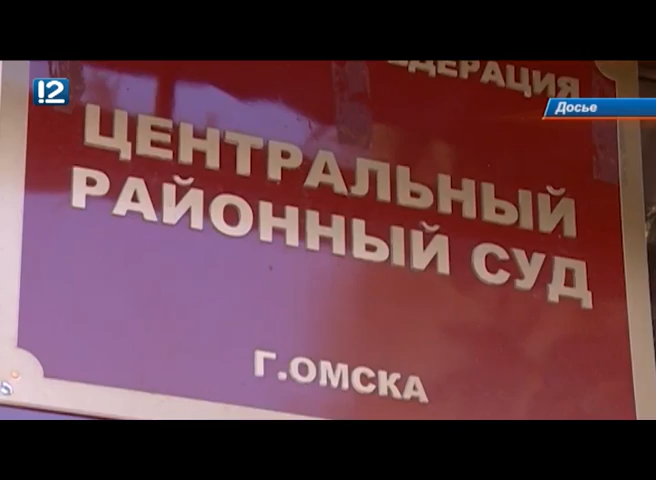 ЕДЕРАЦИЯ
12
Досье
ЦЕНТРАЛЬНЫЙ
РАЙОННЫЙ СУД
Г.ОМСКА